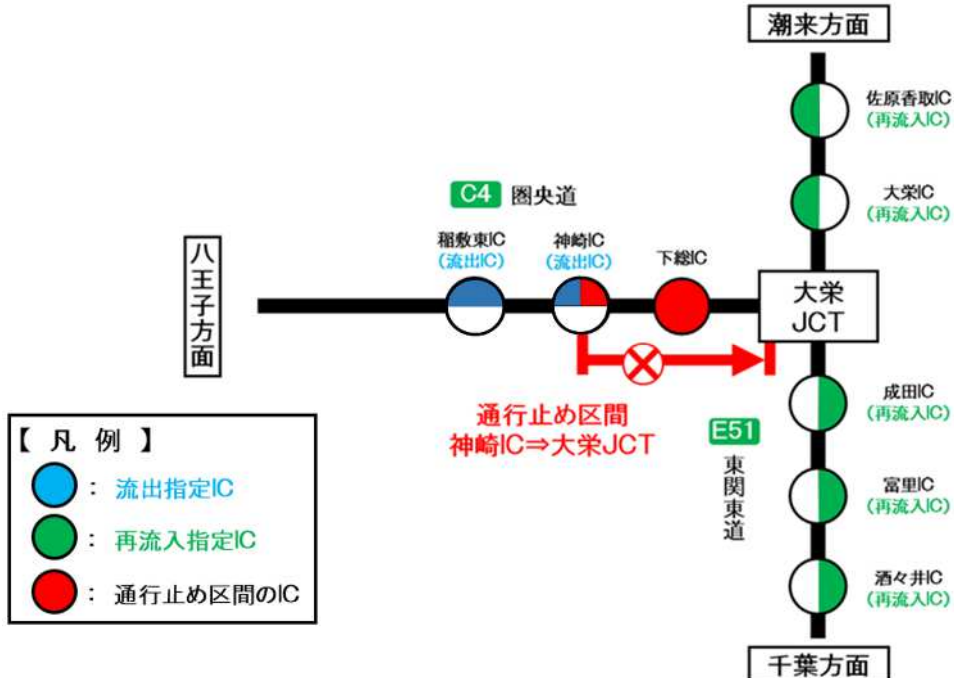 潮来方面
佐原香取IC
(再流入IC)
大栄IC
(再流入IC)
C4 圏央道
稲敷東IC
(流出IC)
神崎IC
(流出IC)
下総IC
八王子方面
大栄
JCT
通行止め区間
神崎IC⇒大栄JCT
E51
東関東道
成田IC
(再流入IC)
富里IC
(再流入IC)
酒々井IC
(再流入IC)
千葉方面
【 凡 例 】
: 流出指定IC
: 再流入指定IC
: 通行止め区間のIC